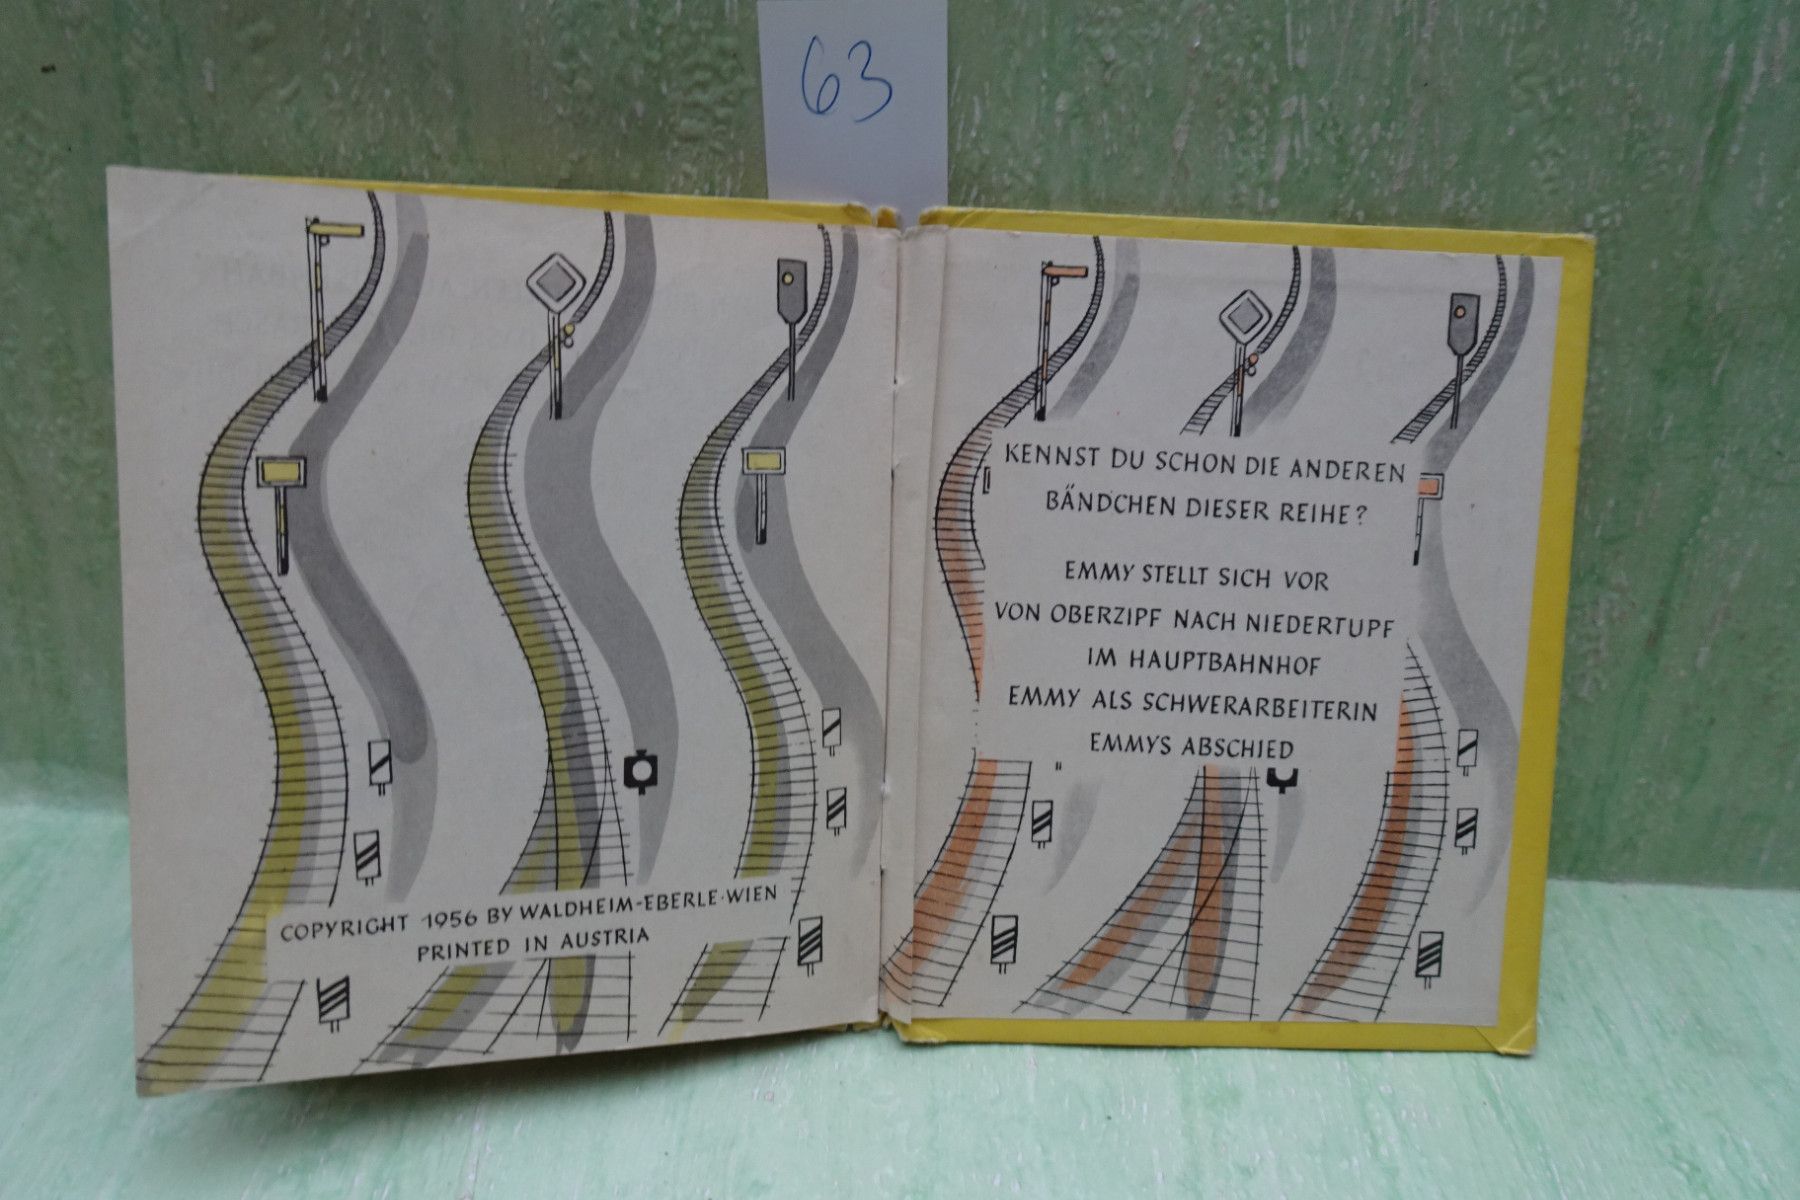 63
COPYRIGHT 1956 BY WALDHEIM-EBERLE·WIEN
PRINTED IN AUSTRIA
KENNST DU SCHON DIE ANDEREN
BÄNDCHEN DIESER REIHE?
EMMY STELLT SICH VOR
VON OBERZIPF NACH NIEDERTUPF
IM HAUPTBAHNHOF
EMMY ALS SCHWERARBEITERIN
EMMYS ABSCHIED